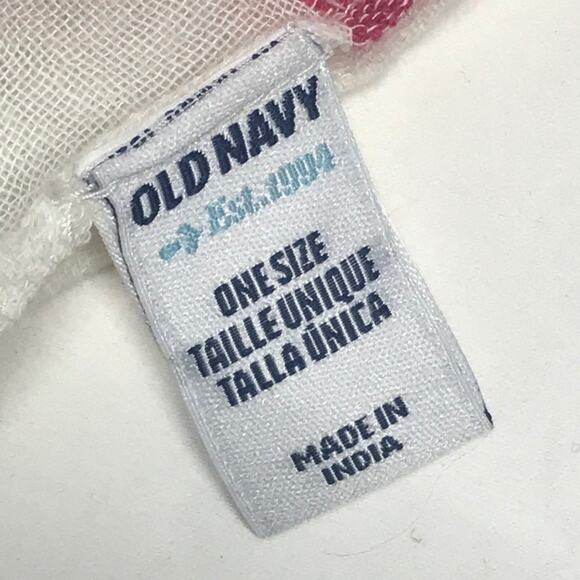 OLD NAVY
Est. 1994
ONE SIZE
TAILLE UNIQUE
TALLA ÚNICA
MADE IN
INDIA